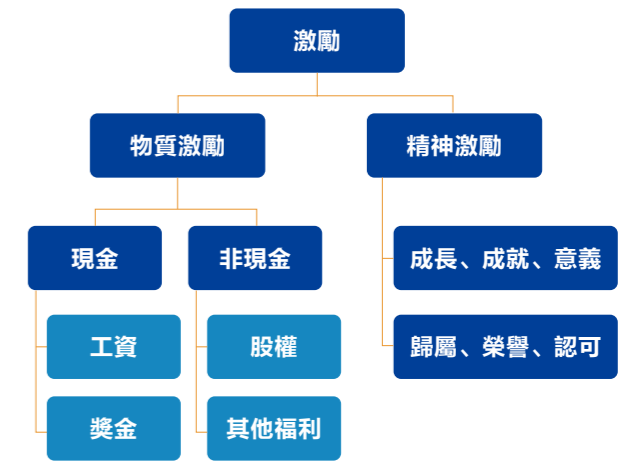 激勵
物質激勵
精神激勵
現金
非現金
成長、成就、意義
工資
股權
歸屬、榮譽、認可
獎金
其他福利